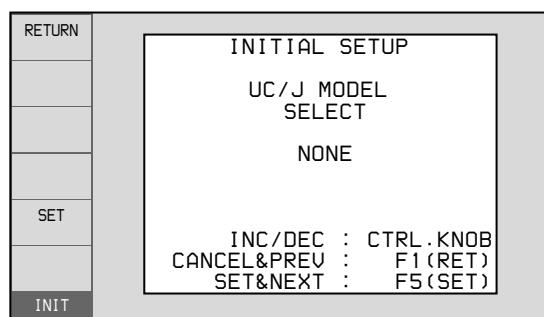 RETURN
SET
INIT
INITIAL SETUP
UC/J MODEL
SELECT
NONE
INC/DEC : CTRL.KNOB
CANCEL&PREV : F1(RET)
SET&NEXT : F5(SET)